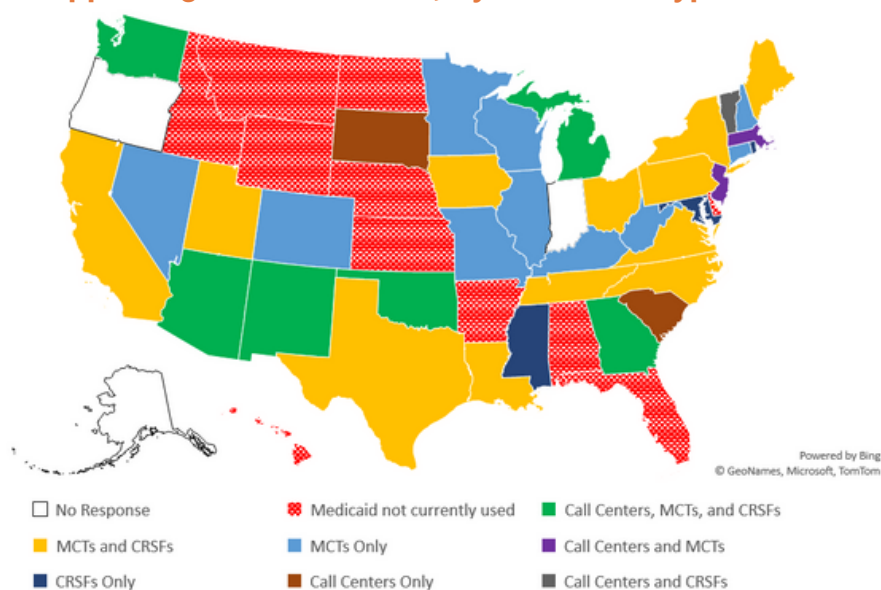 Powered by Bing
© GeoNames, Microsoft, TomTom
No Response
Medicaid not currently used
Call Centers, MCTs, and CRSFs
MCTs and CRSFs
MCTs Only
Call Centers and MCTs
CRSFs Only
Call Centers Only
Call Centers and CRSFs